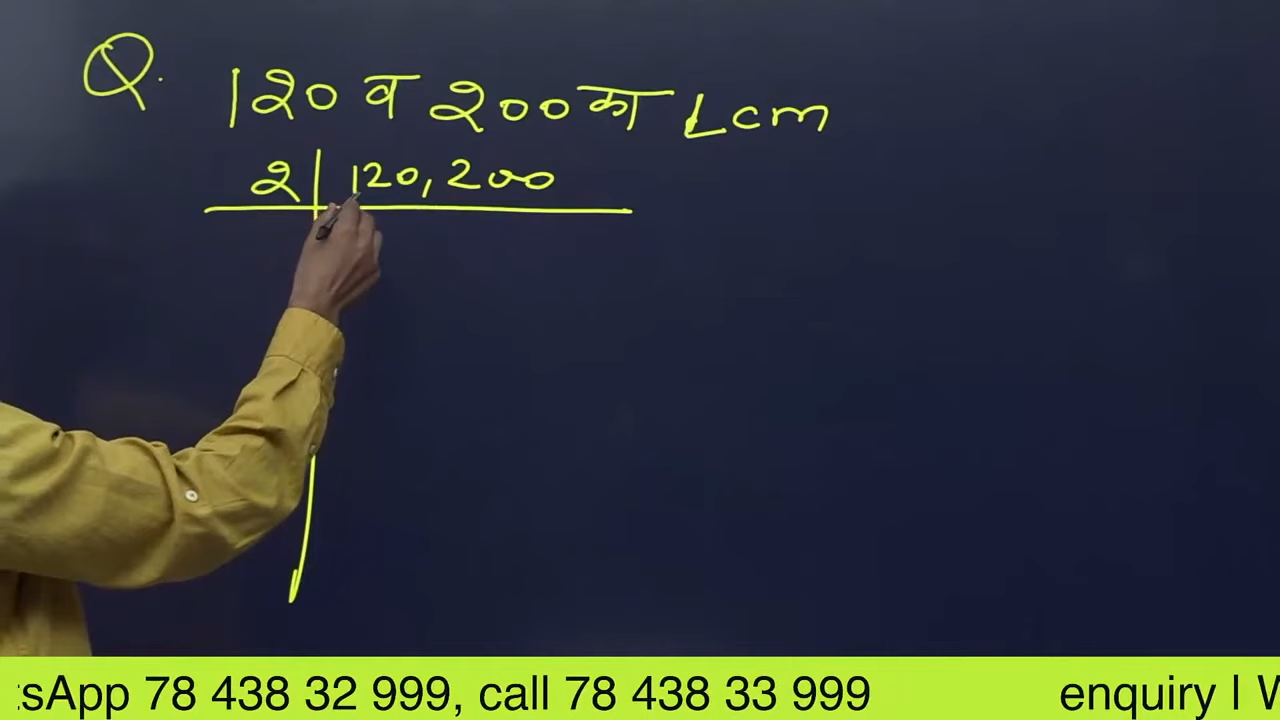 Q. 120 व 200 का Lcm
2 | 120, 200
sApp 78 438 32 999, call 78 438 33 999 enquiry I